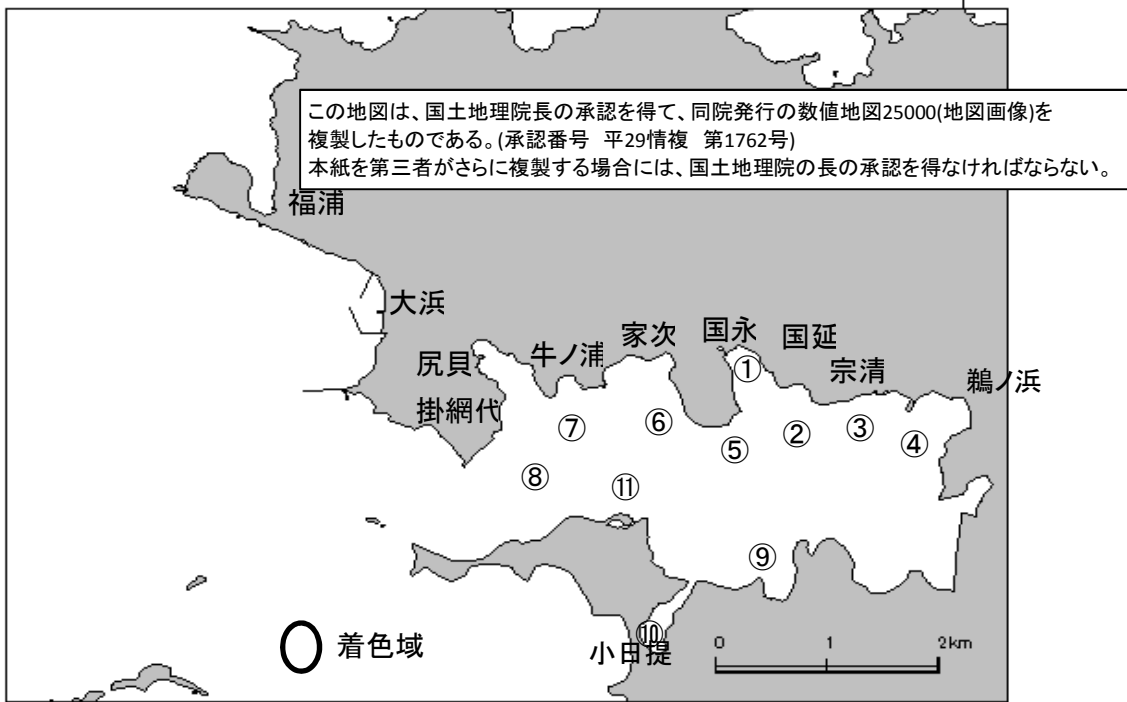 この地図は、国土地理院長の承認を得て、同院発行の数値地図25000(地図画像)を
複製したものである。(承認番号 平29情複 第1762号)
本紙を第三者がさらに複製する場合には、国土地理院の長の承認を得なければならない。
福浦
大浜
尻貝
掛網代
牛ノ浦
家次
国永
国延
宗清
鵜ノ浜
①
②
③
④
⑤
⑥
⑦
⑧
⑪
⑨
⑩
小日提
着色域
0 1 2km